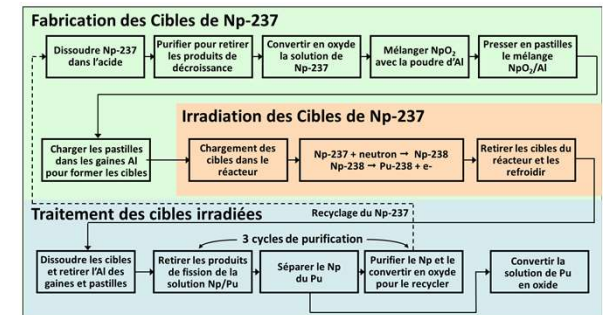 Fabrication des Cibles de Np-237
Dissoudre Np-237
dans l'acide
Purifier pour retirer
les produits de
décroissance
Convertir en oxyde
la solution de
Np-237
Mélanger NpO₂
avec la poudre d'Al
Presser en pastilles
le mélange
NpO₂/Al
Charger les pastilles
dans les gaines Al
pour former les cibles
Irradiation des Cibles de Np-237
Chargement des
cibles dans le
réacteur
Np-237 + neutron → Np-238
Np-238 → Pu-238 + e-
Retirer les cibles du
réacteur et les
refroidir
Traitement des cibles irradiées
Recyclage du Np-237
3 cycles de purification
Dissoudre les cibles
et retirer l'Al des
gaines et pastilles
Retirer les produits
de fission de la
solution Np/Pu
Séparer le Np
du Pu
Purifier le Np et le
convertir en oxyde
pour le recycler
Convertir la
solution de Pu
en oxide